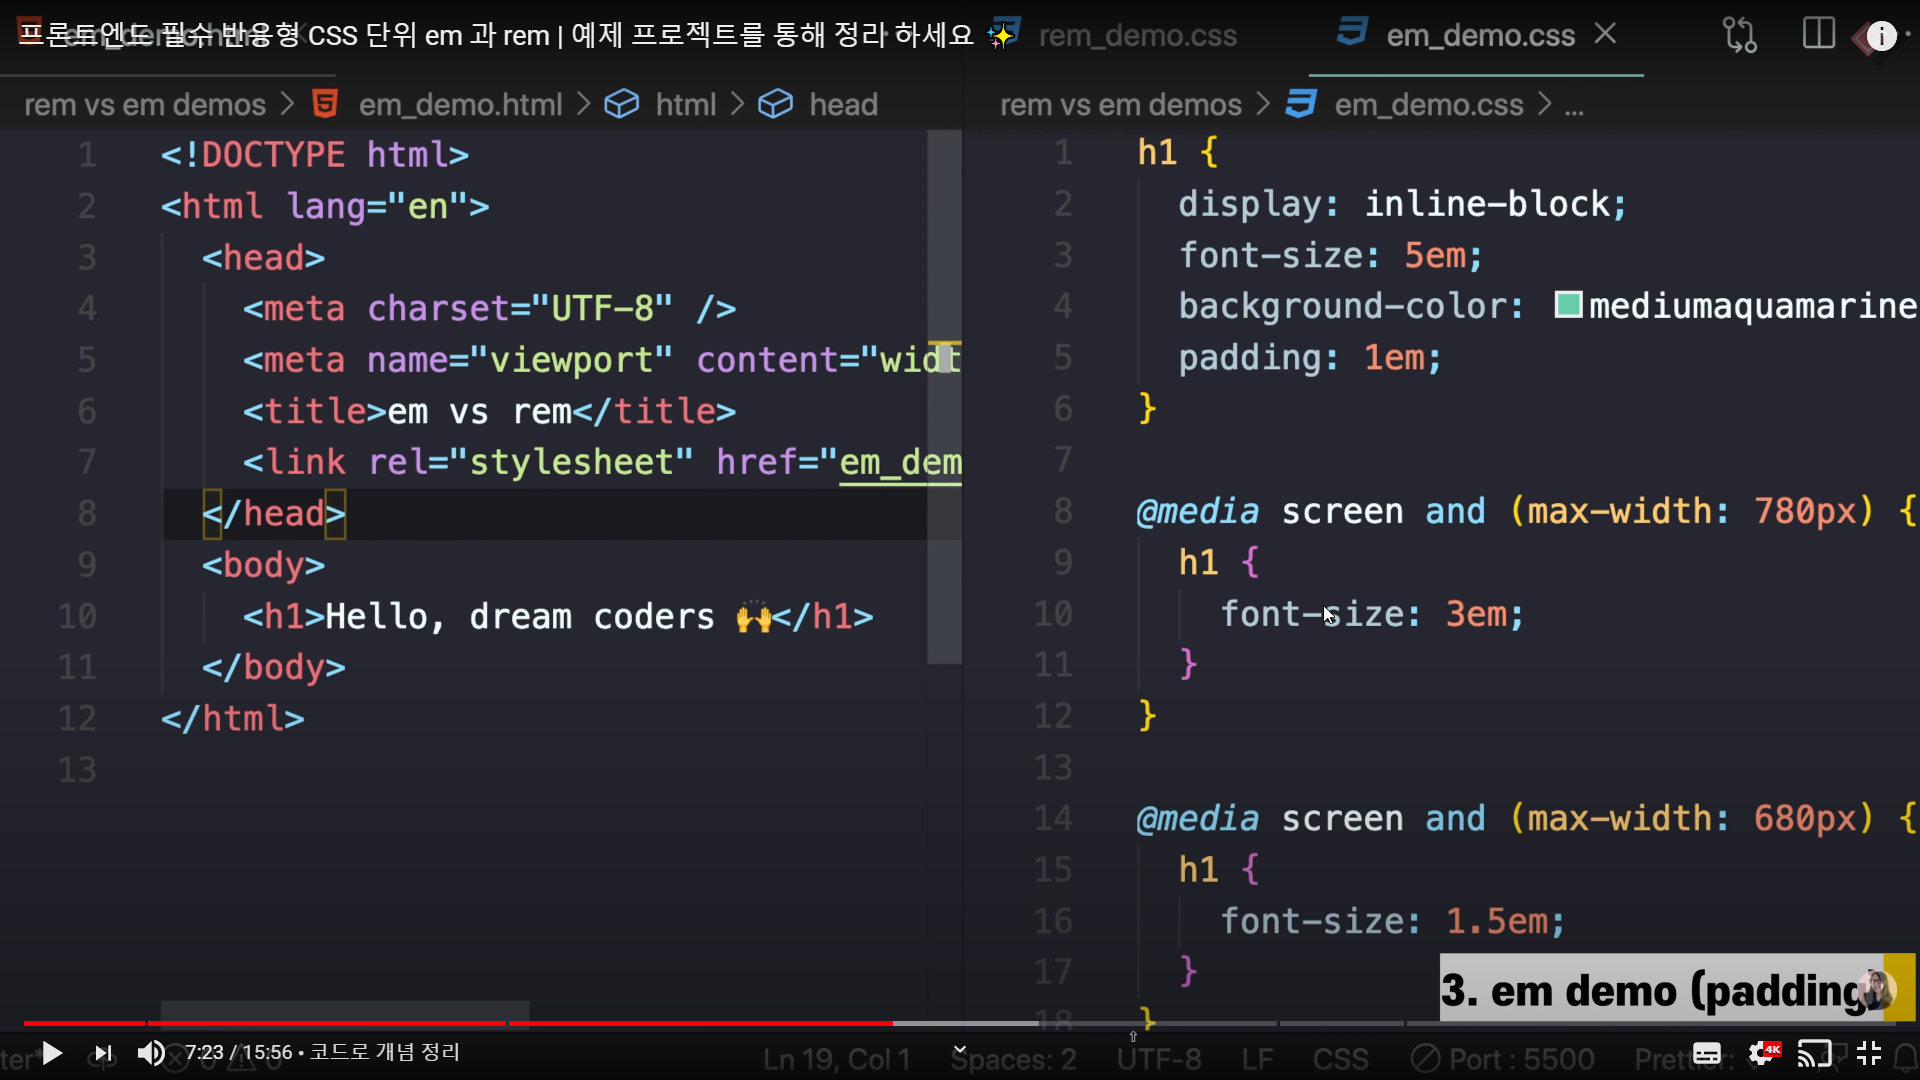 프론트엔드 필수 반응형 CSS 단위 em 과 rem | 예제 프로젝트를 통해 정리 하세요 ✨
rem_demo.css
em_demo.css
rem vs em demos > em_demo.html > html > head
1 <!DOCTYPE html>
2 <html lang="en">
3 <head>
4 <meta charset="UTF-8" />
5 <meta name="viewport" content="widt
6 <title>em vs rem</title>
7 <link rel="stylesheet" href="em_dem
8 </head>
9 <body>
10 <h1>Hello, dream coders 🙌</h1>
11 </body>
12 </html>
13
rem vs em demos > em_demo.css > ...
1 h1 {
2 display: inline-block;
3 font-size: 5em;
4 background-color: mediumaquamarine
5 padding: 1em;
6 }
7
8 @media screen and (max-width: 780px) {
9 h1 {
10 font-size: 3em;
11 }
12 }
13
14 @media screen and (max-width: 680px) {
15 h1 {
16 font-size: 1.5em;
17 }
18 }
3. em demo (padding
7:23 / 15:56 • 코드로 개념 정리
Ln 19, Col 1 Spaces: 2 UTF-8 LF CSS Port : 5500
4K